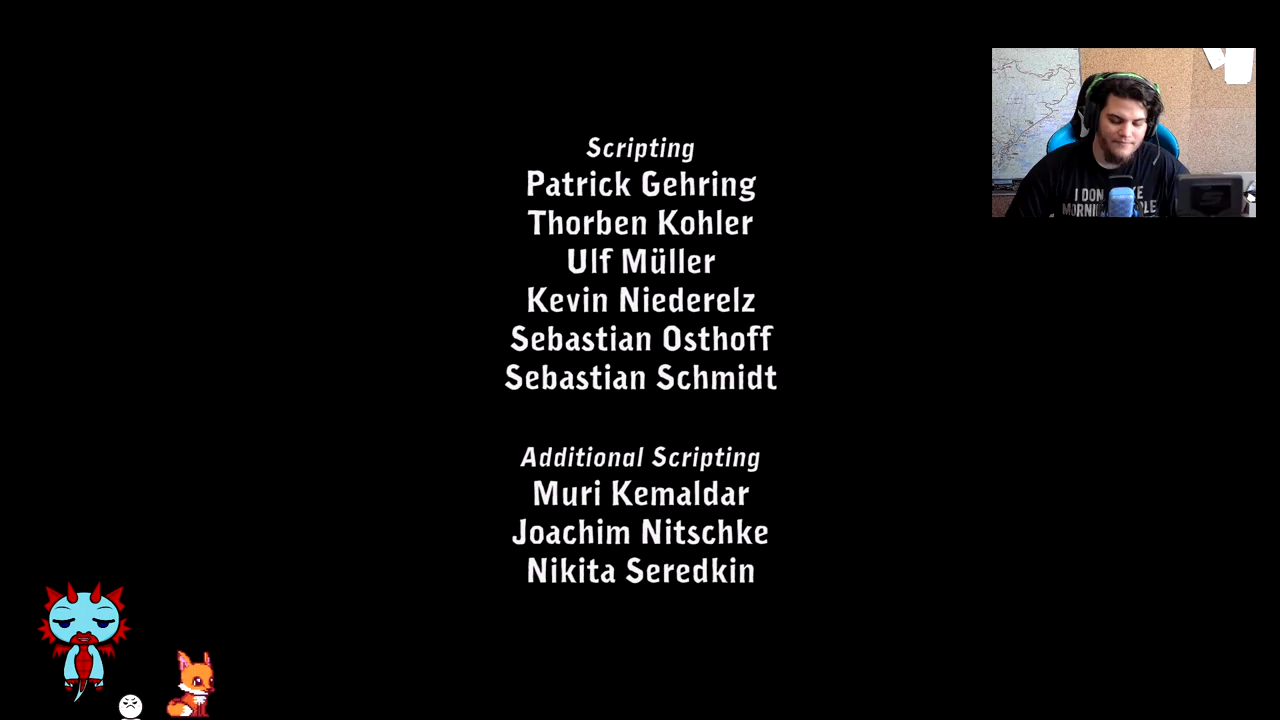 Scripting
Patrick Gehring
Thorben Kohler
Ulf Müller
Kevin Niederelz
Sebastian Osthoff
Sebastian Schmidt
Additional Scripting
Muri Kemaldar
Joachim Nitschke
Nikita Seredkin
I DON